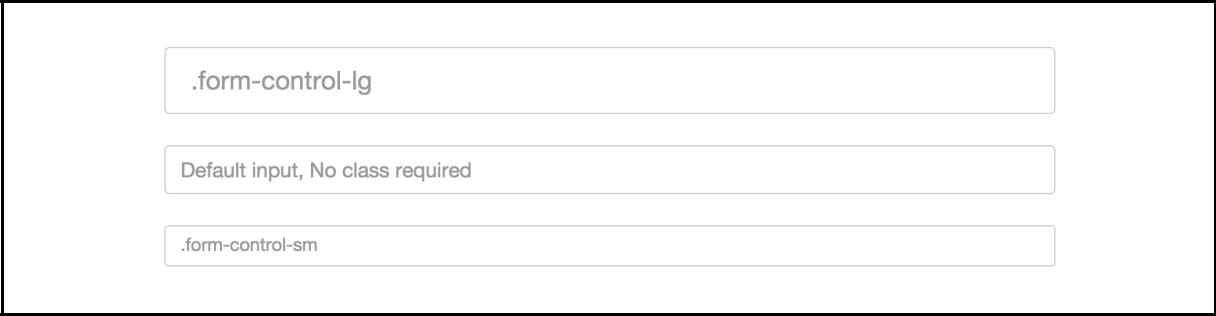 .form-control-lg
Default input, No class required
.form-control-sm